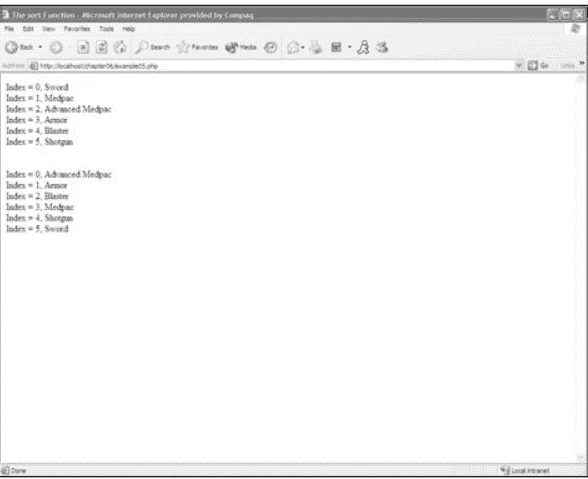 The sort Function - Microsoft Internet Explorer provided by Compaq
File Edit View Favorites Tools Help
Back Search Favorites Media
Address http://localhost/chapter06/example05.php Go Links
Index = 0, Sword
Index = 1, Medpac
Index = 2, Advanced Medpac
Index = 3, Armor
Index = 4, Blaster
Index = 5, Shotgun
Index = 0, Advanced Medpac
Index = 1, Armor
Index = 2, Blaster
Index = 3, Medpac
Index = 4, Shotgun
Index = 5, Sword
Done Local intranet